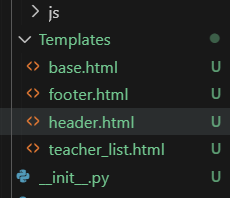 js
Templates
base.html U
footer.html U
header.html U
teacher_list.html U
__init__.py U